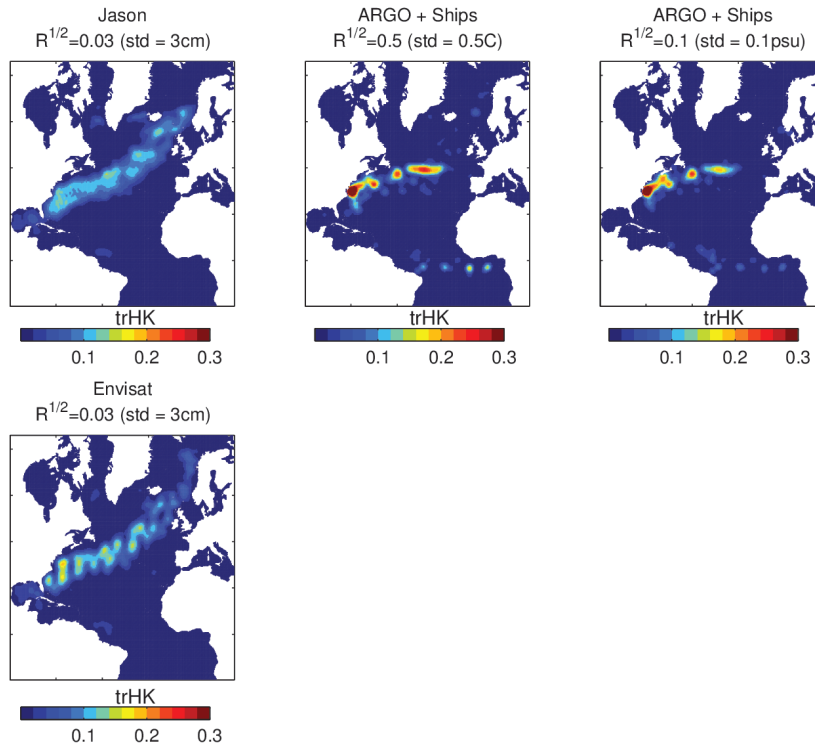 Jason
R^1/2=0.03 (std = 3cm)
trHK
0.1 0.2 0.3
ARGO + Ships
R^1/2=0.5 (std = 0.5C)
trHK
0.1 0.2 0.3
ARGO + Ships
R^1/2=0.1 (std = 0.1psu)
trHK
0.1 0.2 0.3
Envisat
R^1/2=0.03 (std = 3cm)
trHK
0.1 0.2 0.3